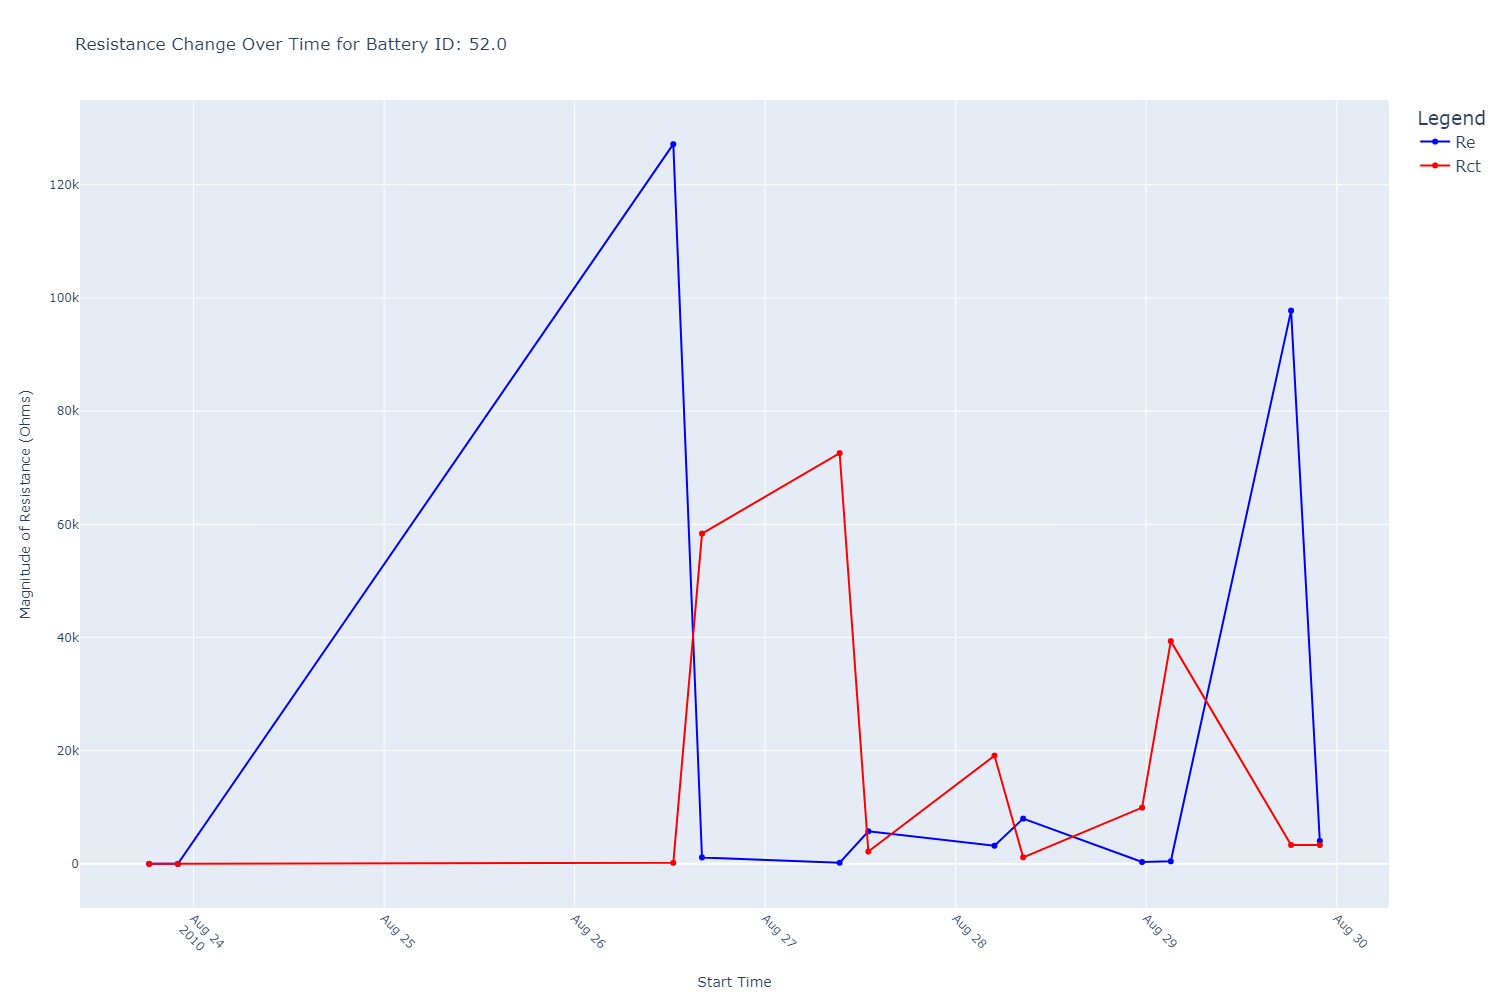 Resistance Change Over Time for Battery ID: 52.0
Legend
Re
Rct
120k
100k
80k
60k
40k
20k
0
Magnitude of Resistance (Ohms)
Aug 24
2010
Aug 25
Aug 26
Aug 27
Aug 28
Aug 29
Aug 30
Start Time